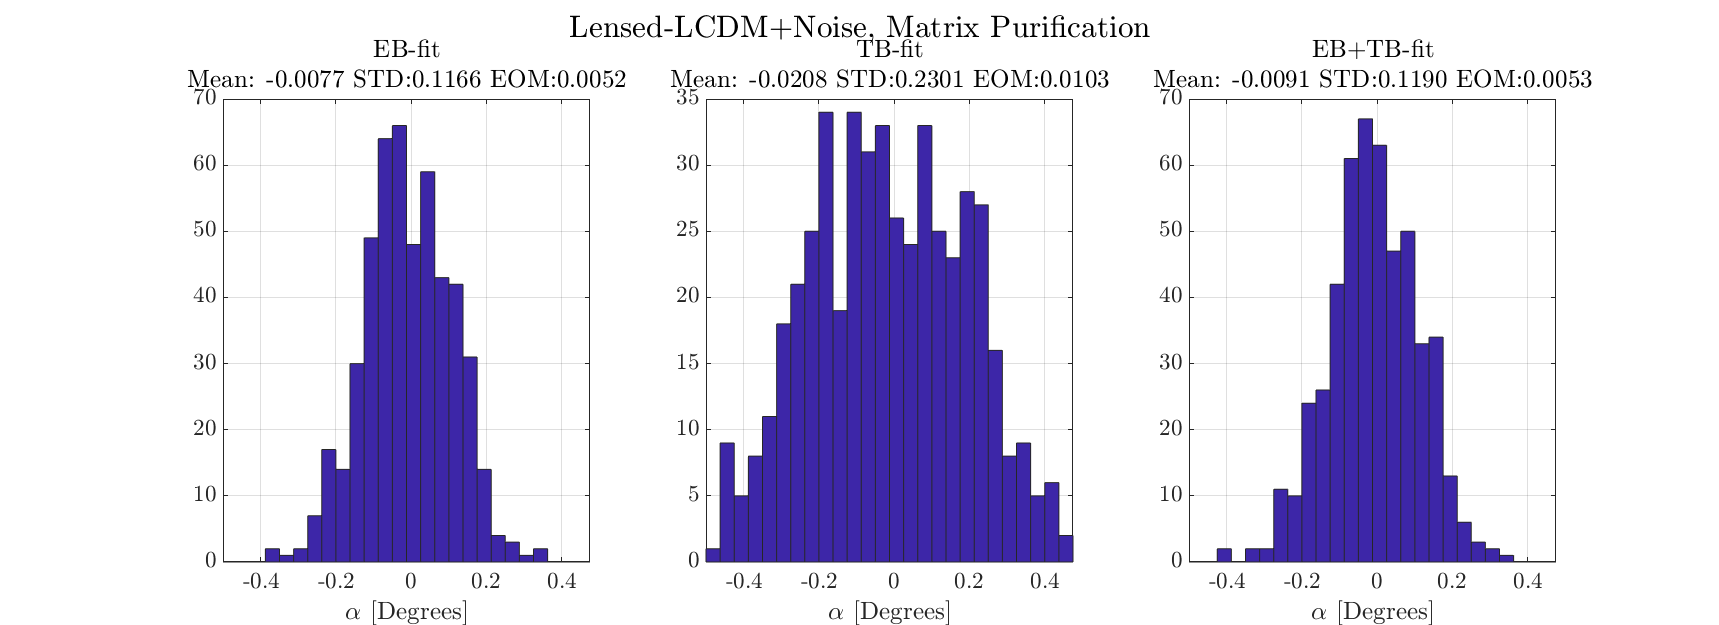 Lensed-LCDM+Noise, Matrix Purification
EB-fit
Mean: -0.0077 STD:0.1166 EOM:0.0052
70
60
50
40
30
20
10
0
-0.4 -0.2 0 0.2 0.4
α [Degrees]
TB-fit
Mean: -0.0208 STD:0.2301 EOM:0.0103
35
30
25
20
15
10
5
0
-0.4 -0.2 0 0.2 0.4
α [Degrees]
EB+TB-fit
Mean: -0.0091 STD:0.1190 EOM:0.0053
70
60
50
40
30
20
10
0
-0.4 -0.2 0 0.2 0.4
α [Degrees]